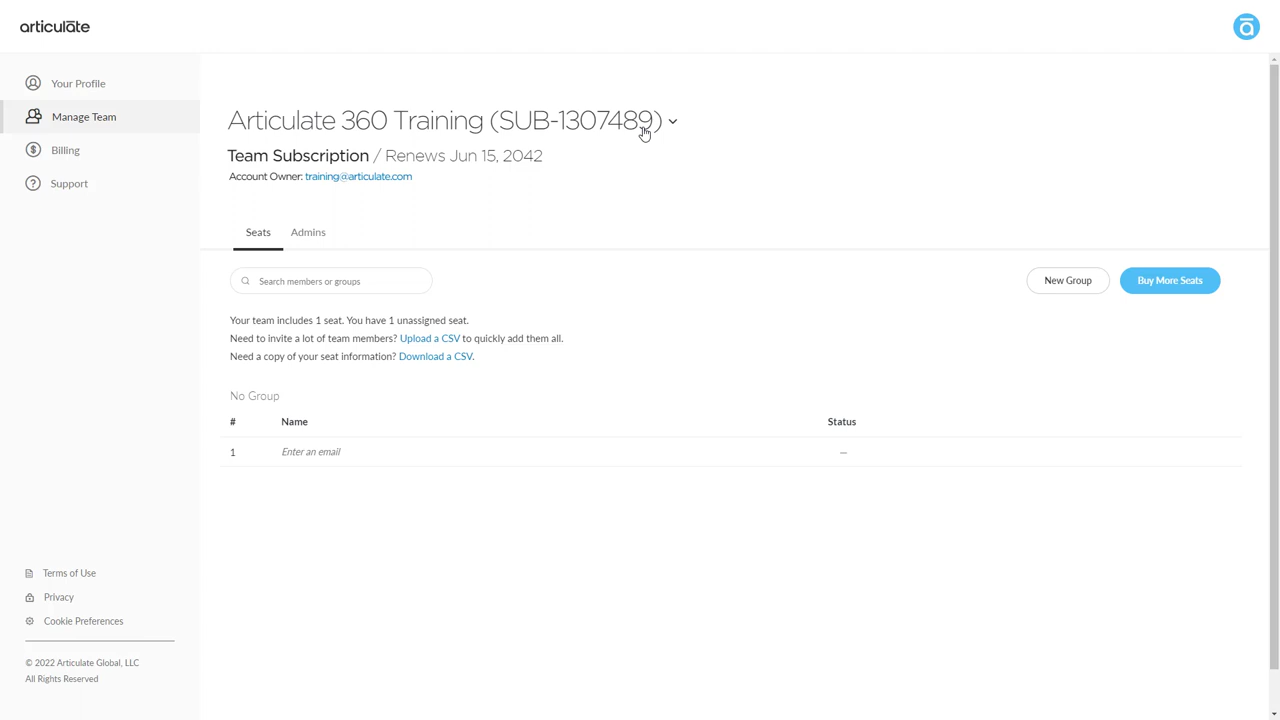 articulate
Your Profile
Manage Team
Billing
Support
Articulate 360 Training (SUB-1307489)
Team Subscription / Renews Jun 15, 2042
Account Owner: training@articulate.com
Seats Admins
Search members or groups
New Group
Buy More Seats
Your team includes 1 seat. You have 1 unassigned seat.
Need to invite a lot of team members? Upload a CSV to quickly add them all.
Need a copy of your seat information? Download a CSV.
No Group
# Name Status
1 Enter an email —
Terms of Use
Privacy
Cookie Preferences
© 2022 Articulate Global, LLC
All Rights Reserved